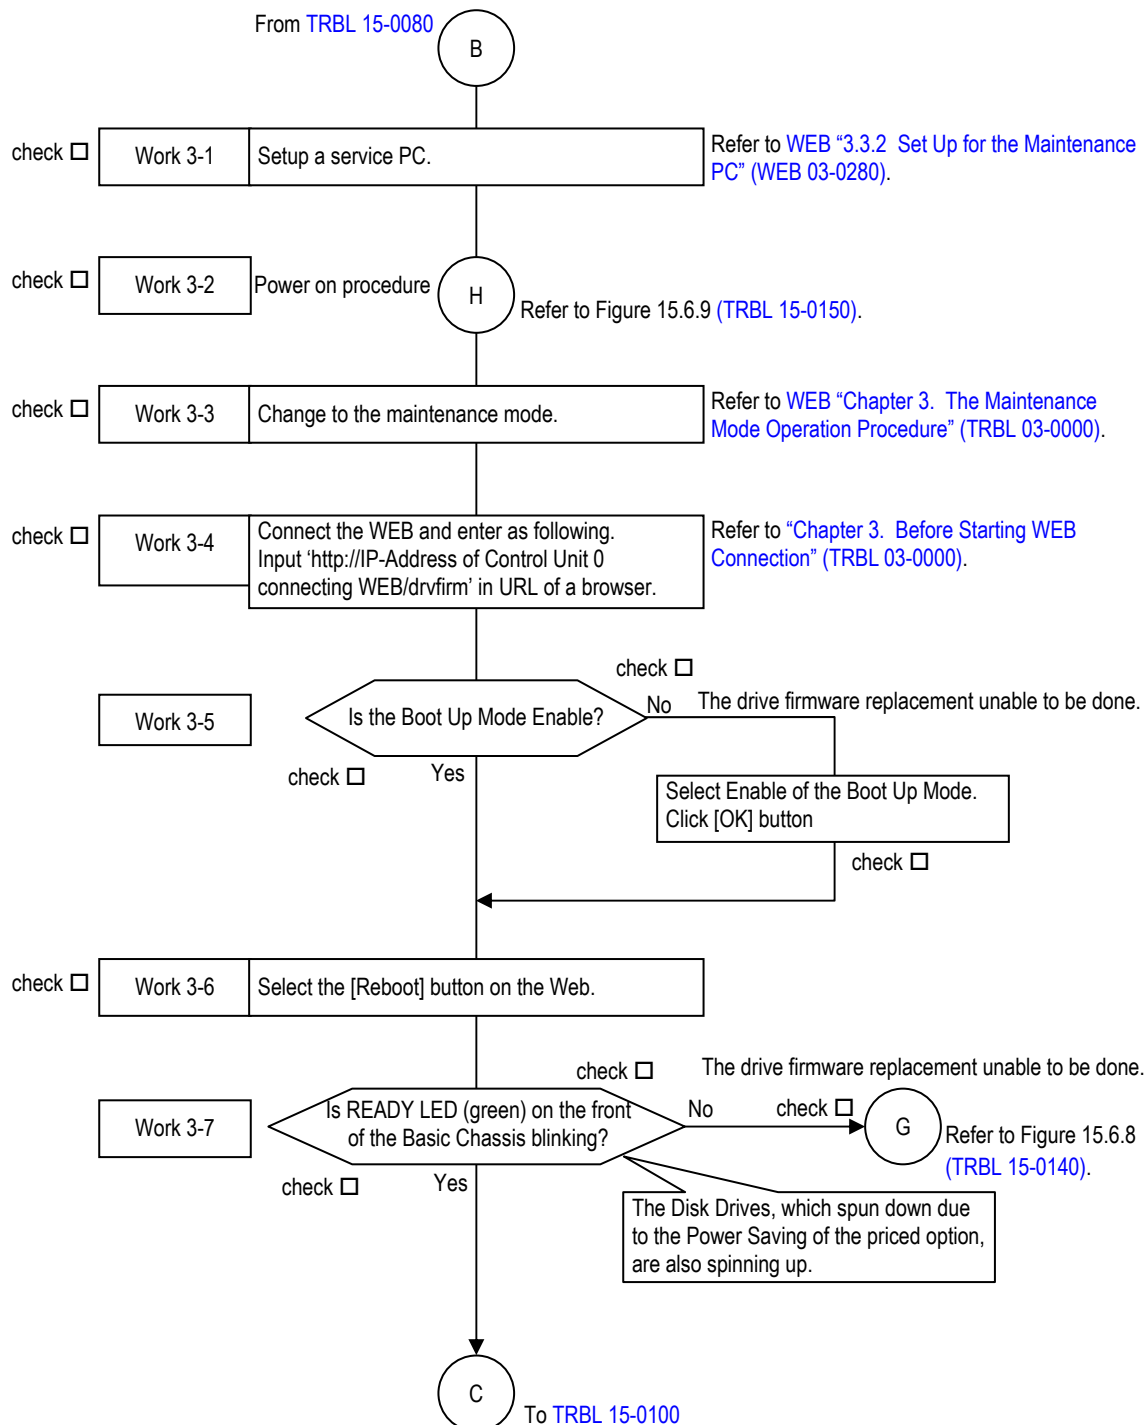 From TRBL 15-0080
B
check □
Work 3-1
Setup a service PC.
Refer to WEB “3.3.2 Set Up for the Maintenance
PC” (WEB 03-0280).
check □
Work 3-2
Power on procedure
H
Refer to Figure 15.6.9 (TRBL 15-0150).
check □
Work 3-3
Change to the maintenance mode.
Refer to WEB “Chapter 3. The Maintenance
Mode Operation Procedure” (TRBL 03-0000).
check □
Work 3-4
Connect the WEB and enter as following.
Input ‘http://IP-Address of Control Unit 0
connecting WEB/drvfirm’ in URL of a browser.
Refer to “Chapter 3. Before Starting WEB
Connection” (TRBL 03-0000).
check □
Work 3-5
Is the Boot Up Mode Enable?
No
The drive firmware replacement unable to be done.
check □
Yes
Select Enable of the Boot Up Mode.
Click [OK] button
check □
check □
Work 3-6
Select the [Reboot] button on the Web.
check □
The drive firmware replacement unable to be done.
Work 3-7
Is READY LED (green) on the front
of the Basic Chassis blinking?
No
check □
G
Refer to Figure 15.6.8
(TRBL 15-0140).
check □
Yes
The Disk Drives, which spun down due
to the Power Saving of the priced option,
are also spinning up.
C
To TRBL 15-0100